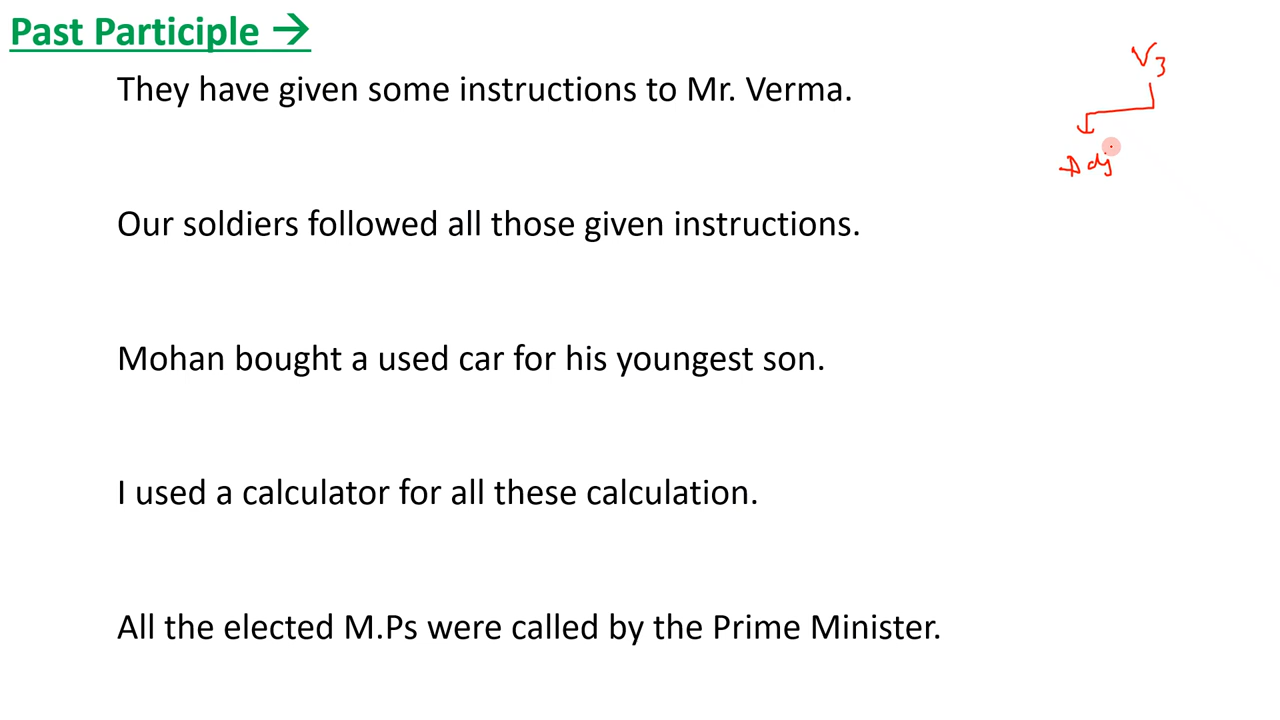 Past Participle →
They have given some instructions to Mr. Verma.
V3
Adj
Our soldiers followed all those given instructions.
Mohan bought a used car for his youngest son.
I used a calculator for all these calculation.
All the elected M.Ps were called by the Prime Minister.